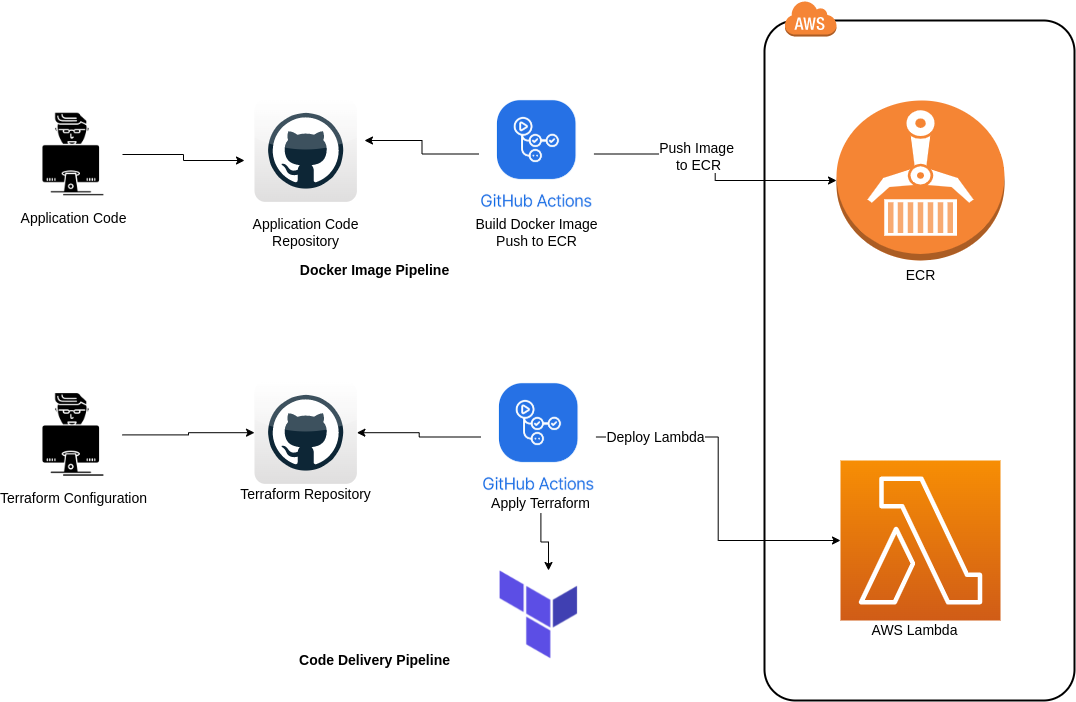 AWS
Application Code
Application Code
Repository
GitHub Actions
Build Docker Image
Push to ECR
Push Image
to ECR
ECR
Docker Image Pipeline
Terraform Configuration
Terraform Repository
GitHub Actions
Apply Terraform
Deploy Lambda
AWS Lambda
Code Delivery Pipeline